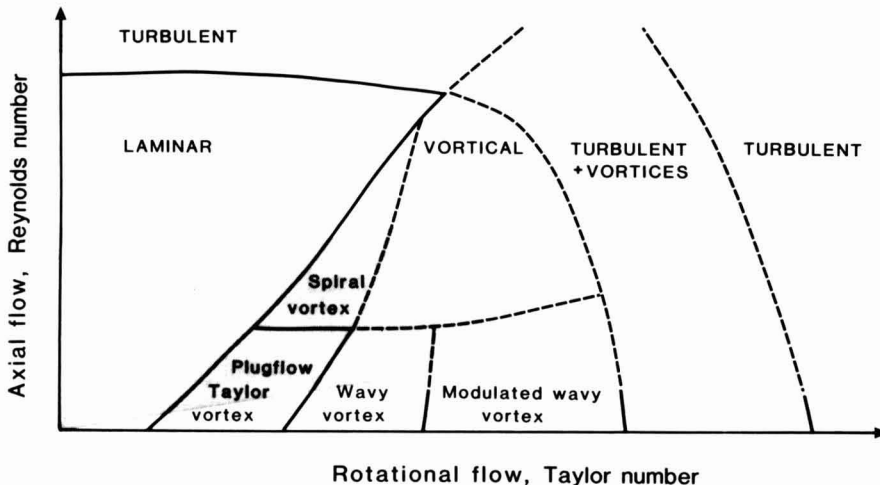 TURBULENT
LAMINAR
VORTICAL
TURBULENT
+VORTICES
TURBULENT
Spiral
vortex
Plugflow
Taylor
vortex
Wavy
vortex
Modulated wavy
vortex
Axial flow, Reynolds number
Rotational flow, Taylor number